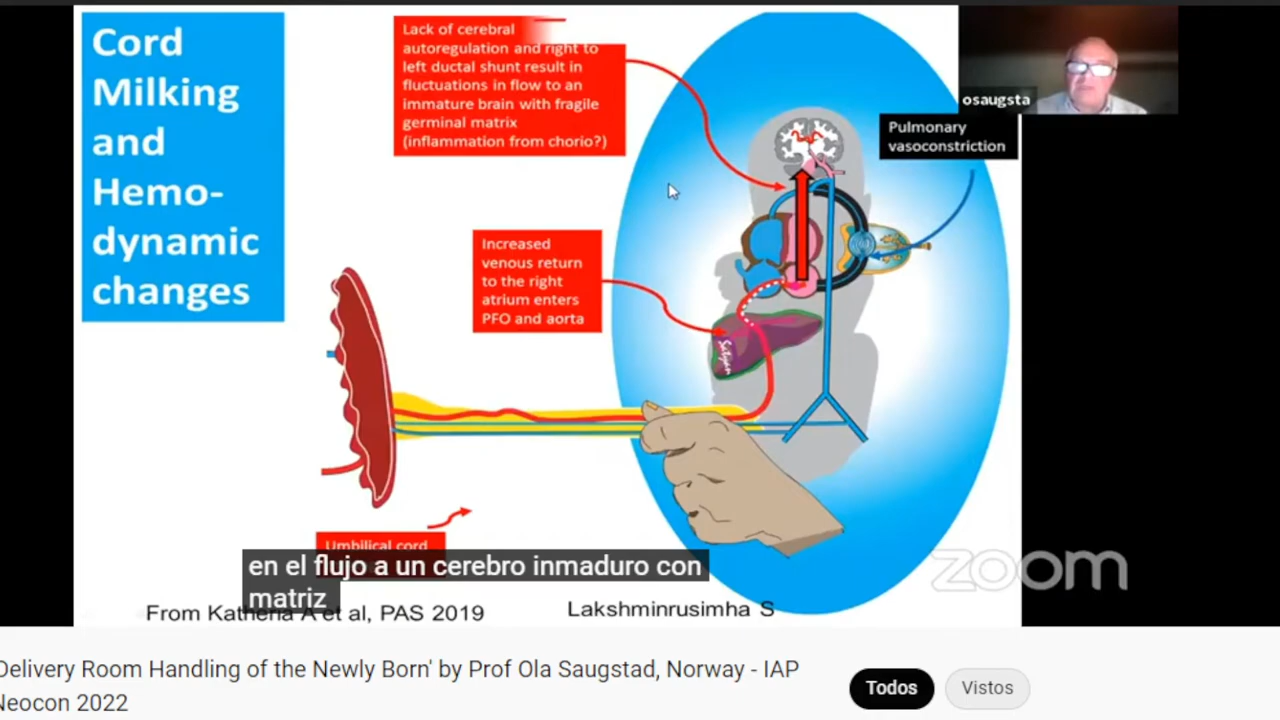 Cord
Milking
and
Hemo-
dynamic
changes
Lack of cerebral
autoregulation and right to
left ductal shunt result in
fluctuations in flow to an
immature brain with fragile
germinal matrix
(inflammation from chorio?)
osaugsta
Pulmonary
vasoconstriction
Increased
venous return
to the right
atrium enters
PFO and aorta
Satyan
Umbilical cord
en el flujo a un cerebro inmaduro con
matriz
From Katheria A et al, PAS 2019
Lakshminrusimha S
zoom
Delivery Room Handling of the Newly Born' by Prof Ola Saugstad, Norway - IAP
Neocon 2022
Todos
Vistos